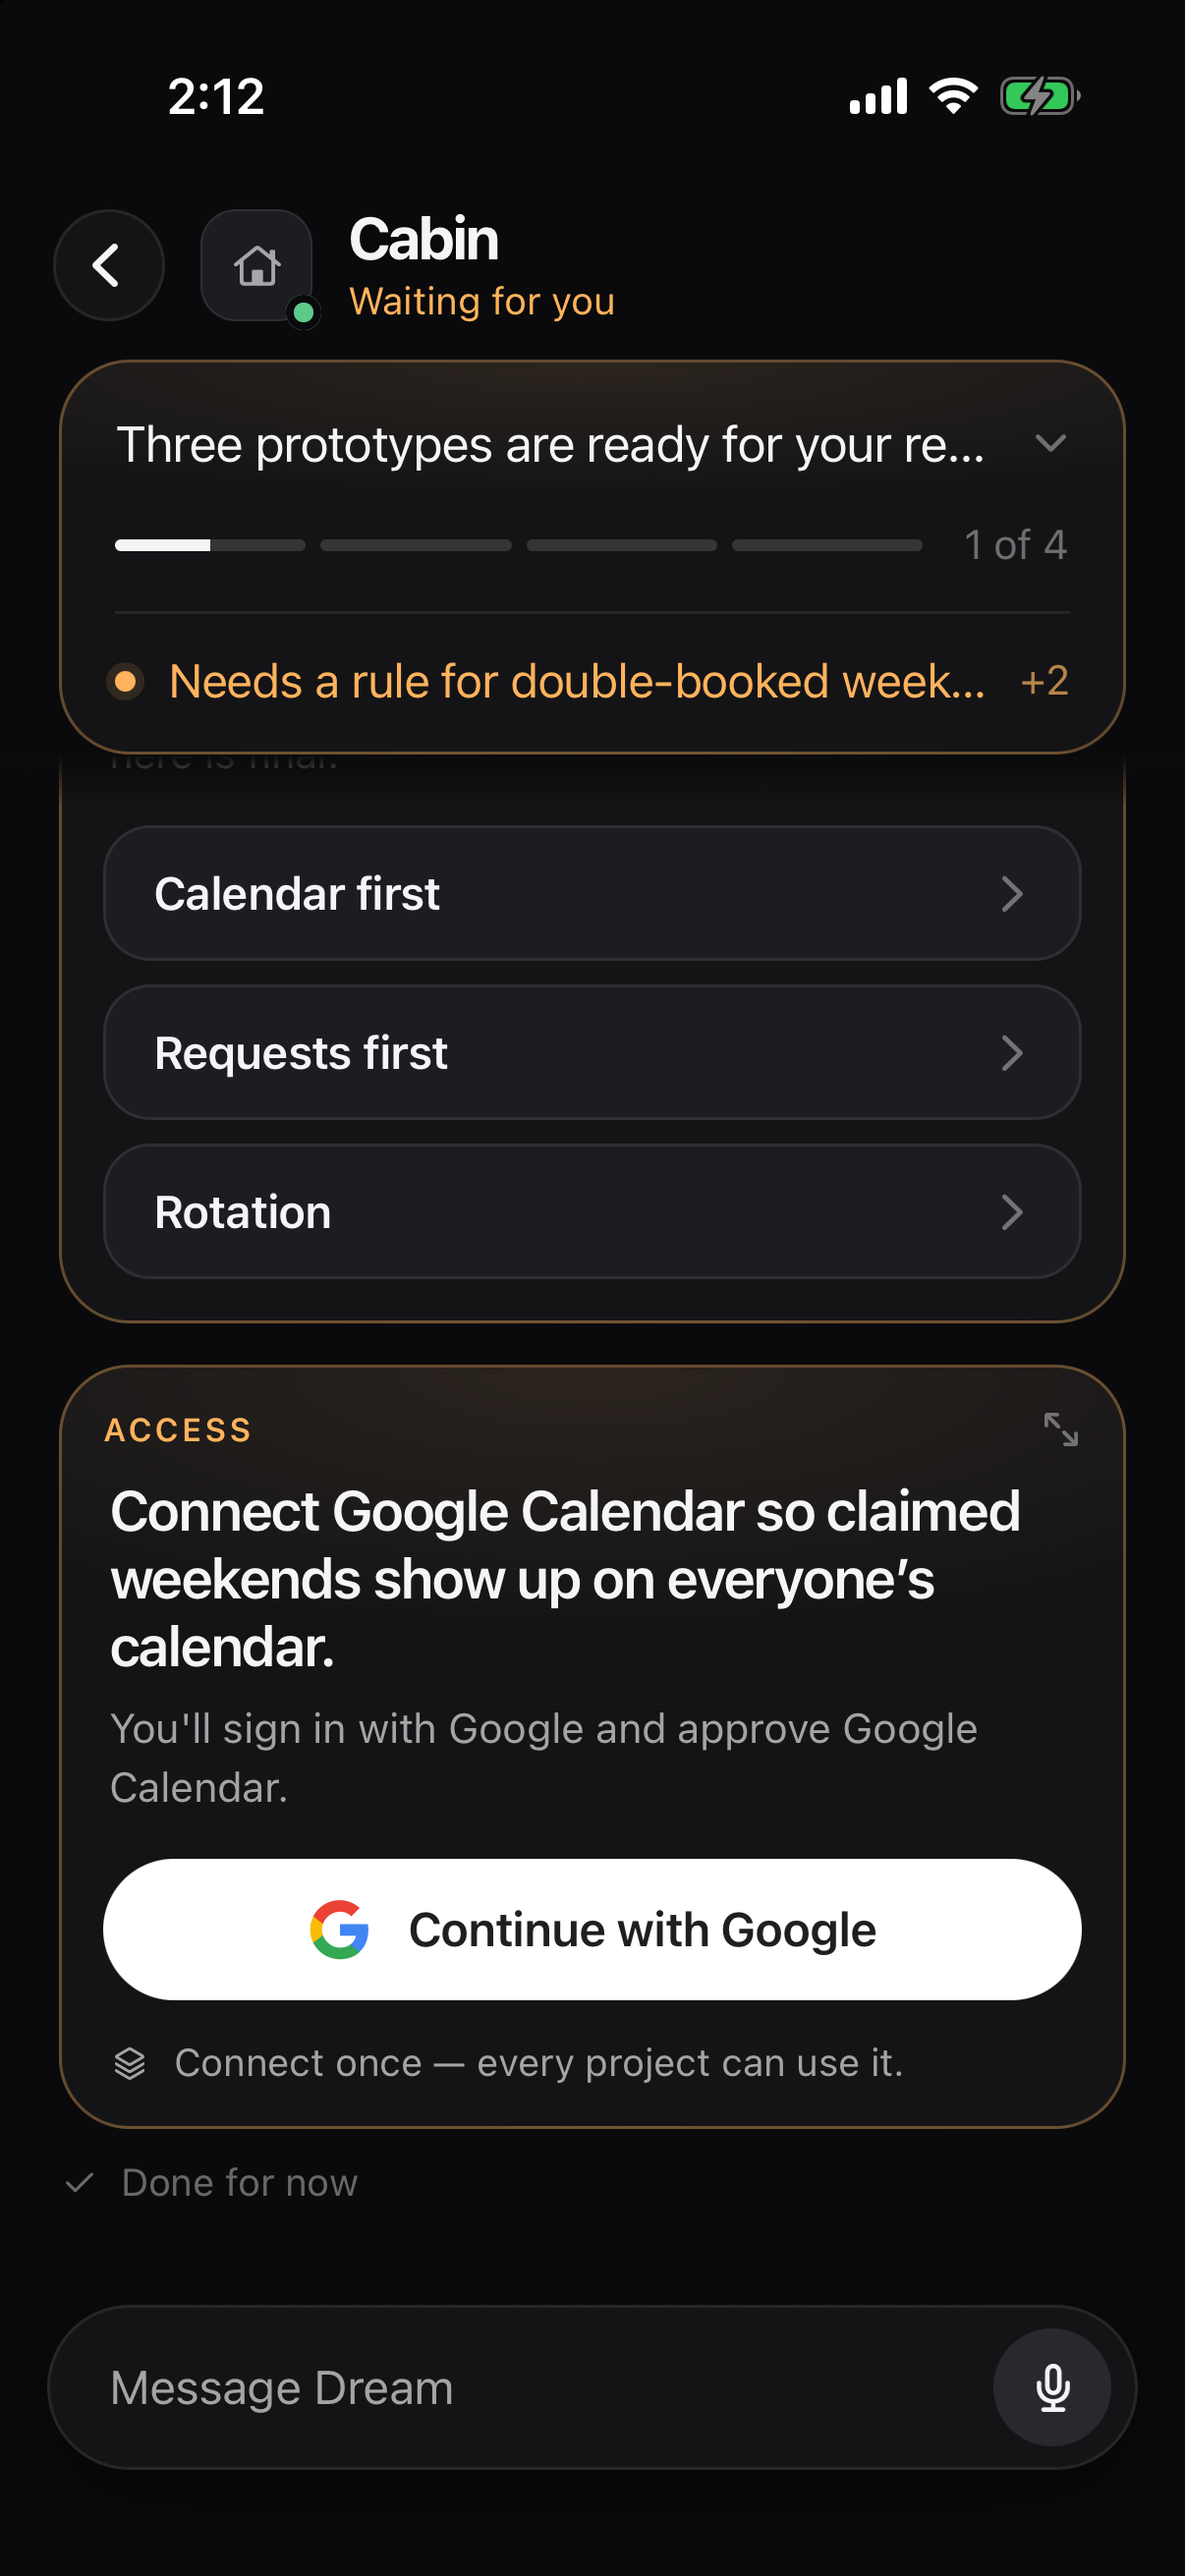 2:12
Cabin
Waiting for you
Three prototypes are ready for your re...
1 of 4
Needs a rule for double-booked week...
+2
here is final.
Calendar first
Requests first
Rotation
ACCESS
Connect Google Calendar so claimed
weekends show up on everyone’s
calendar.
You'll sign in with Google and approve Google
Calendar.
Continue with Google
Connect once — every project can use it.
Done for now
Message Dream